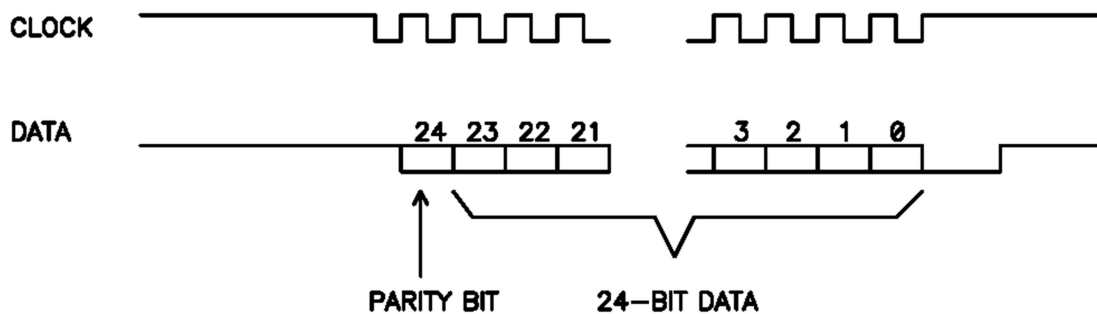 CLOCK
DATA 24 23 22 21 3 2 1 0
PARITY BIT 24-BIT DATA